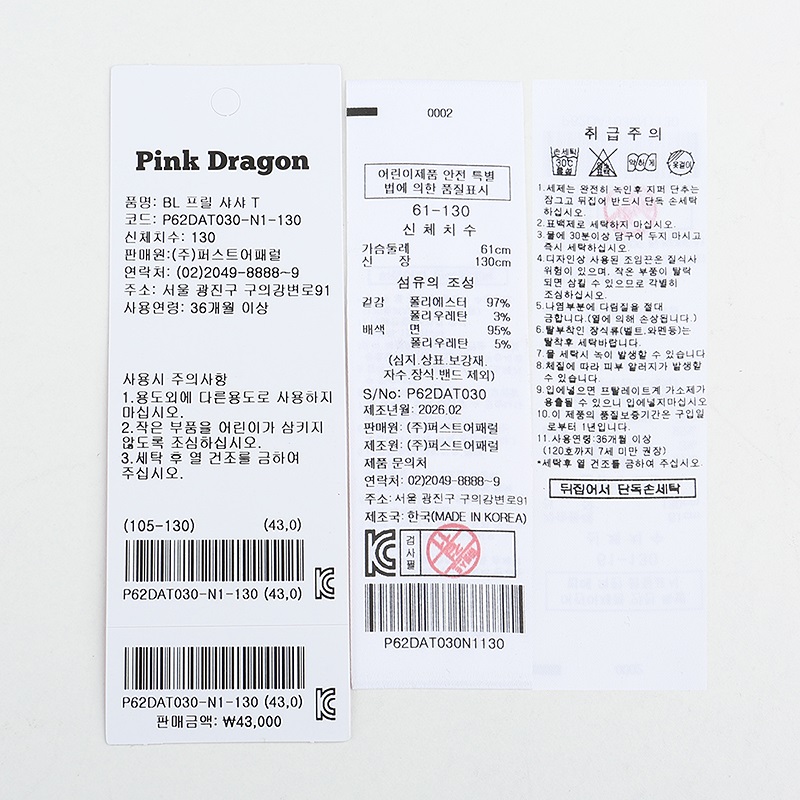 Pink Dragon
품명: BL 프릴 샤샤 T
코드: P62DAT030-N1-130
신체치수: 130
판매원:(주)퍼스트어패럴
연락처: (02)2049-8888~9
주소: 서울 광진구 구의강변로91
사용연령: 36개월 이상
사용시 주의사항
1.용도외에 다른용도로 사용하지
마십시오.
2.작은 부품을 어린이가 삼키지
않도록 조심하십시오.
3.세탁 후 열 건조를 금하여
주십시오.
(105-130) (43,0)
P62DAT030-N1-130 (43,0)
P62DAT030-N1-130 (43,0)
판매금액: ₩43,000
0002
어린이제품 안전 특별
법에 의한 품질표시
61-130
신 체 치 수
가슴둘레 61cm
신 장 130cm
섬유의 조성
겉감 폴리에스터 97%
폴리우레탄 3%
배색 면 95%
폴리우레탄 5%
(심지.상표.보강재.
자수.장식.밴드 제외)
S/No: P62DAT030
제조년월: 2026.02
판매원: (주)퍼스트어패럴
제조원: (주)퍼스트어패럴
제품 문의처
연락처: (02)2049-8888~9
주소: 서울 광진구 구의강변로91
제조국: 한국(MADE IN KOREA)
검사필
P62DAT030N1130
취 급 주 의
손세탁
30℃
중성
염소
표백
약하게
옷걸이
1.세제는 완전히 녹인후 지퍼 단추는
잠그고 뒤집어 반드시 단독 손세탁
하십시오.
2.표백제로 세탁하지 마십시오.
3.물에 30분이상 담구어 두지 마시고
즉시 세탁하십시오.
4.디자인상 사용된 조임끈은 질식사
위험이 있으며, 작은 부품이 탈락
되면 삼킬 수 있으므로 각별히
조심하십시오.
5.나염부분에 다림질을 절대
금합니다.(열에 의해 손상됩니다.)
6.탈부착인 장식류(벨트.와멘등)는
탈착후 세탁바랍니다.
7.물 세탁시 녹이 발생할 수 있습니다
8.체질에 따라 피부 알러지가 발생할
수 있습니다.
9.입에넣으면 프탈레이트계 가소제가
용출될 수 있으니 입에넣지마십시오
10.이 제품의 품질보증기간은 구입일
로부터 1년입니다.
11.사용연령:36개월 이상
(120호까지 7세 미만 권장)
*세탁후 열 건조를 금하여 주십시오.
뒤집어서 단독손세탁